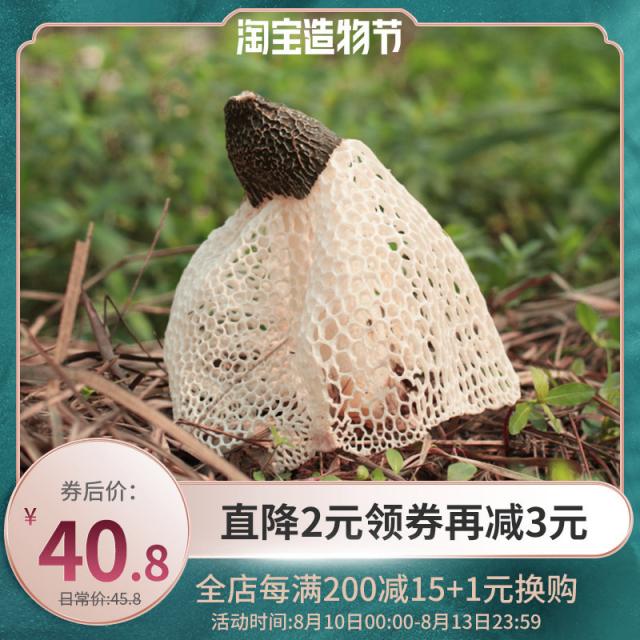 淘宝造物节
券后价：
¥40.8
日常价:45.8
直降2元领券再减3元
全店每满200减15+1元换购
活动时间:8月10日00:00-8月13日23:59